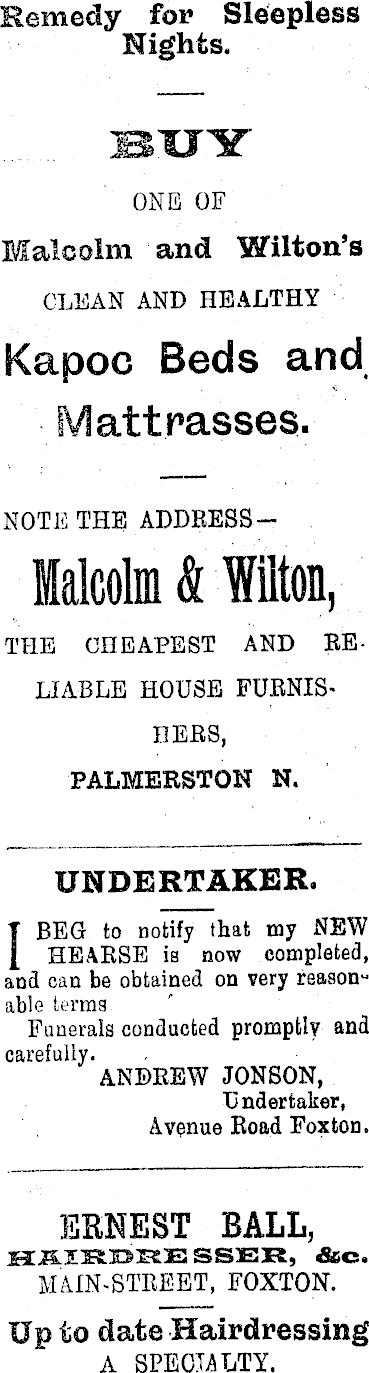 Remedy for Sleepless
Nights.
BUY
ONE OF
Malcolm and Wilton's
CLEAN AND HEALTHY
Kapoc Beds and
Mattrasses.
NOTE THE ADDRESS—
Malcolm & Wilton,
THE CHEAPEST AND RE-
LIABLE HOUSE FURNIS-
HERS,
PALMERSTON N.
UNDERTAKER.
I BEG to notify that my NEW
HEARSE is now completed,
and can be obtained on very reason-
able terms
Funerals conducted promptly and
carefully.
ANDREW JONSON,
Undertaker,
Avenue Road Foxton.
ERNEST BALL,
HAIRDRESSER, &c.
MAIN-STREET, FOXTON.
Up to date Hairdressing
A SPECIALTY.